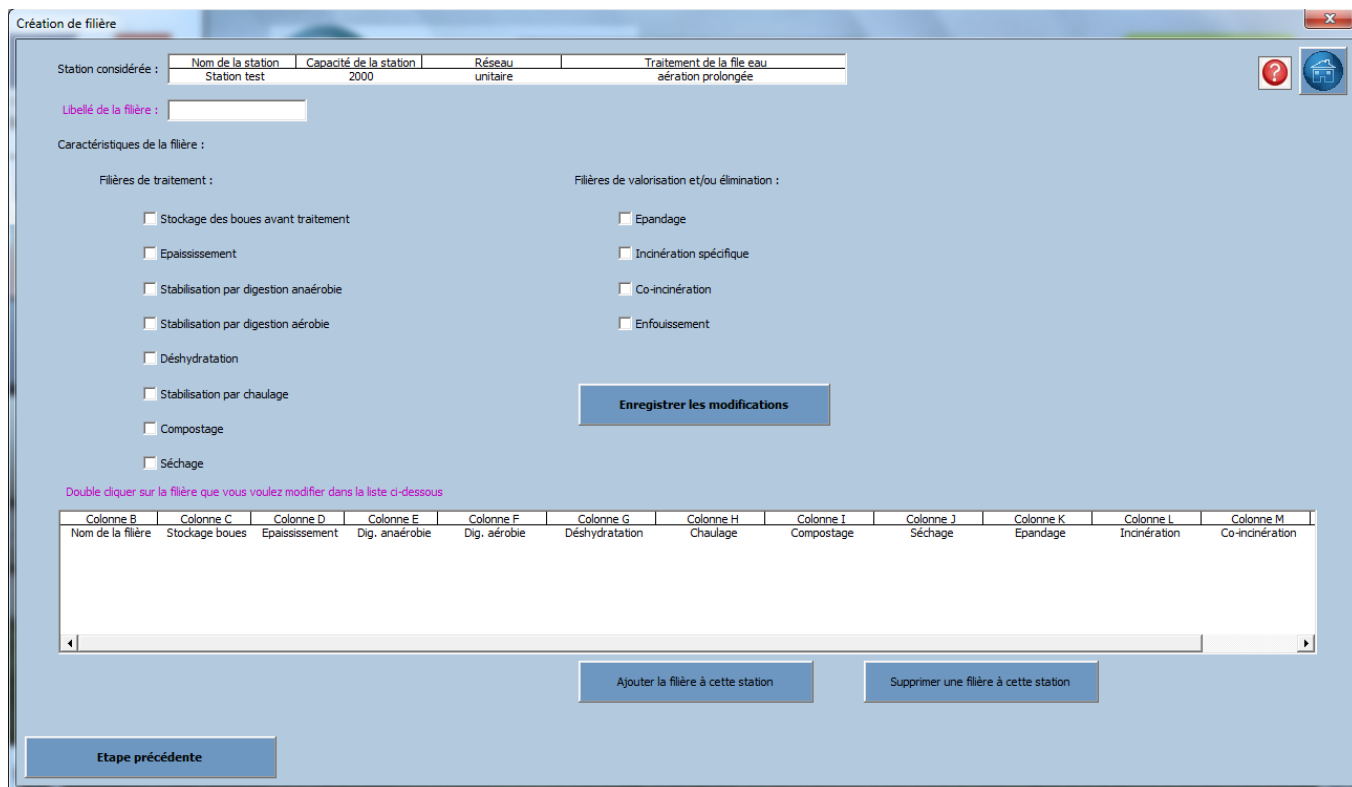 Création de filière
Station considérée : Nom de la station Capacité de la station Réseau Traitement de la file eau
Station test 2000 unitaire aération prolongée
Libellé de la filière :
Caractéristiques de la filière :
Filières de traitement : Filières de valorisation et/ou élimination :
Stockage des boues avant traitement Epandage
Epaississement Incinération spécifique
Stabilisation par digestion anaérobie Co-incinération
Stabilisation par digestion aérobie Enfouissement
Déshydratation
Stabilisation par chaulage
Enregistrer les modifications
Compostage
Séchage
Double cliquer sur la filière que vous voulez modifier dans la liste ci-dessous
Colonne B Colonne C Colonne D Colonne E Colonne F Colonne G Colonne H Colonne I Colonne J Colonne K Colonne L Colonne M
Nom de la filière Stockage boues Epaississement Dig. anaérobie Dig. aérobie Déshydratation Chaulage Compostage Séchage Epandage Incinération Co-incinération
Ajouter la filière à cette station Supprimer une filière à cette station
Etape précédente